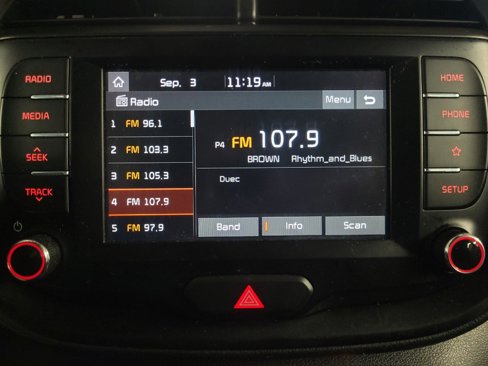 RADIO
MEDIA
SEEK
TRACK
Sep. 3 11:19 AM
Radio
Menu
1 FM 96.1
2 FM 103.3
3 FM 105.3
4 FM 107.9
5 FM 97.9
P4 FM 107.9
BROWN Rhythm_and_Blues
Duec
Band Info Scan
HOME
PHONE
SETUP